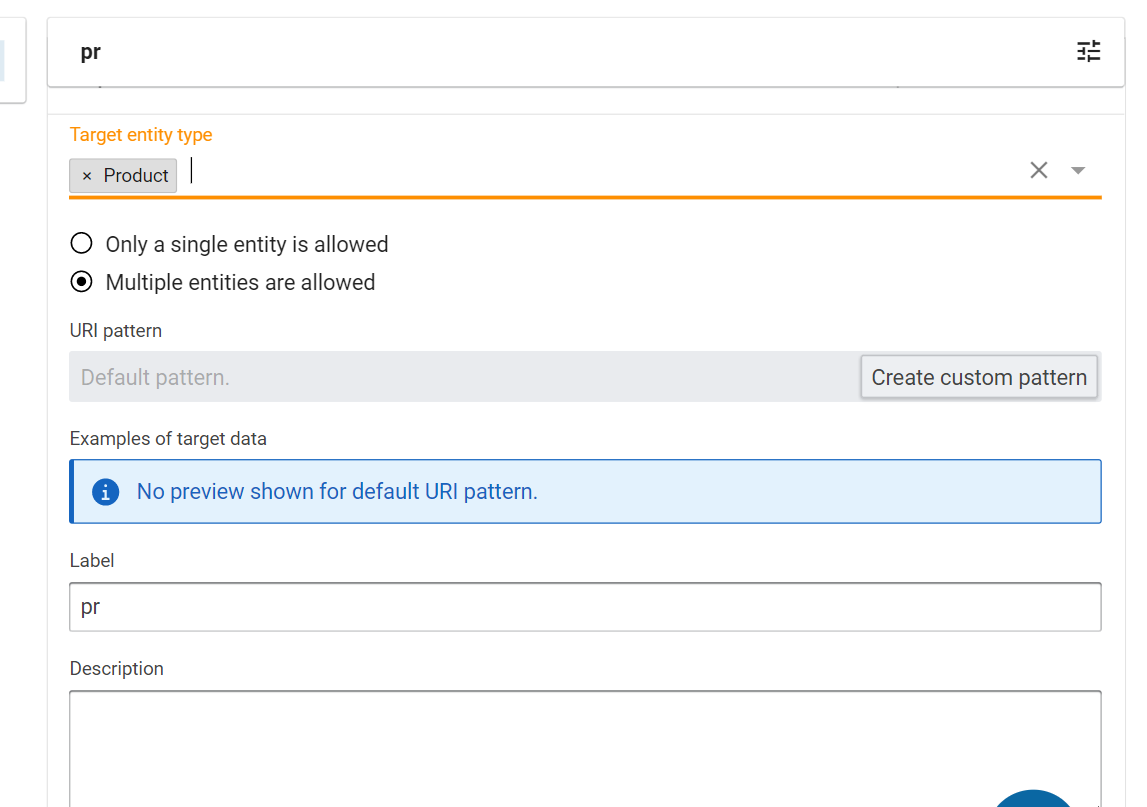 pr
Target entity type
× Product
Only a single entity is allowed
Multiple entities are allowed
URI pattern
Default pattern.
Create custom pattern
Examples of target data
No preview shown for default URI pattern.
Label
pr
Description